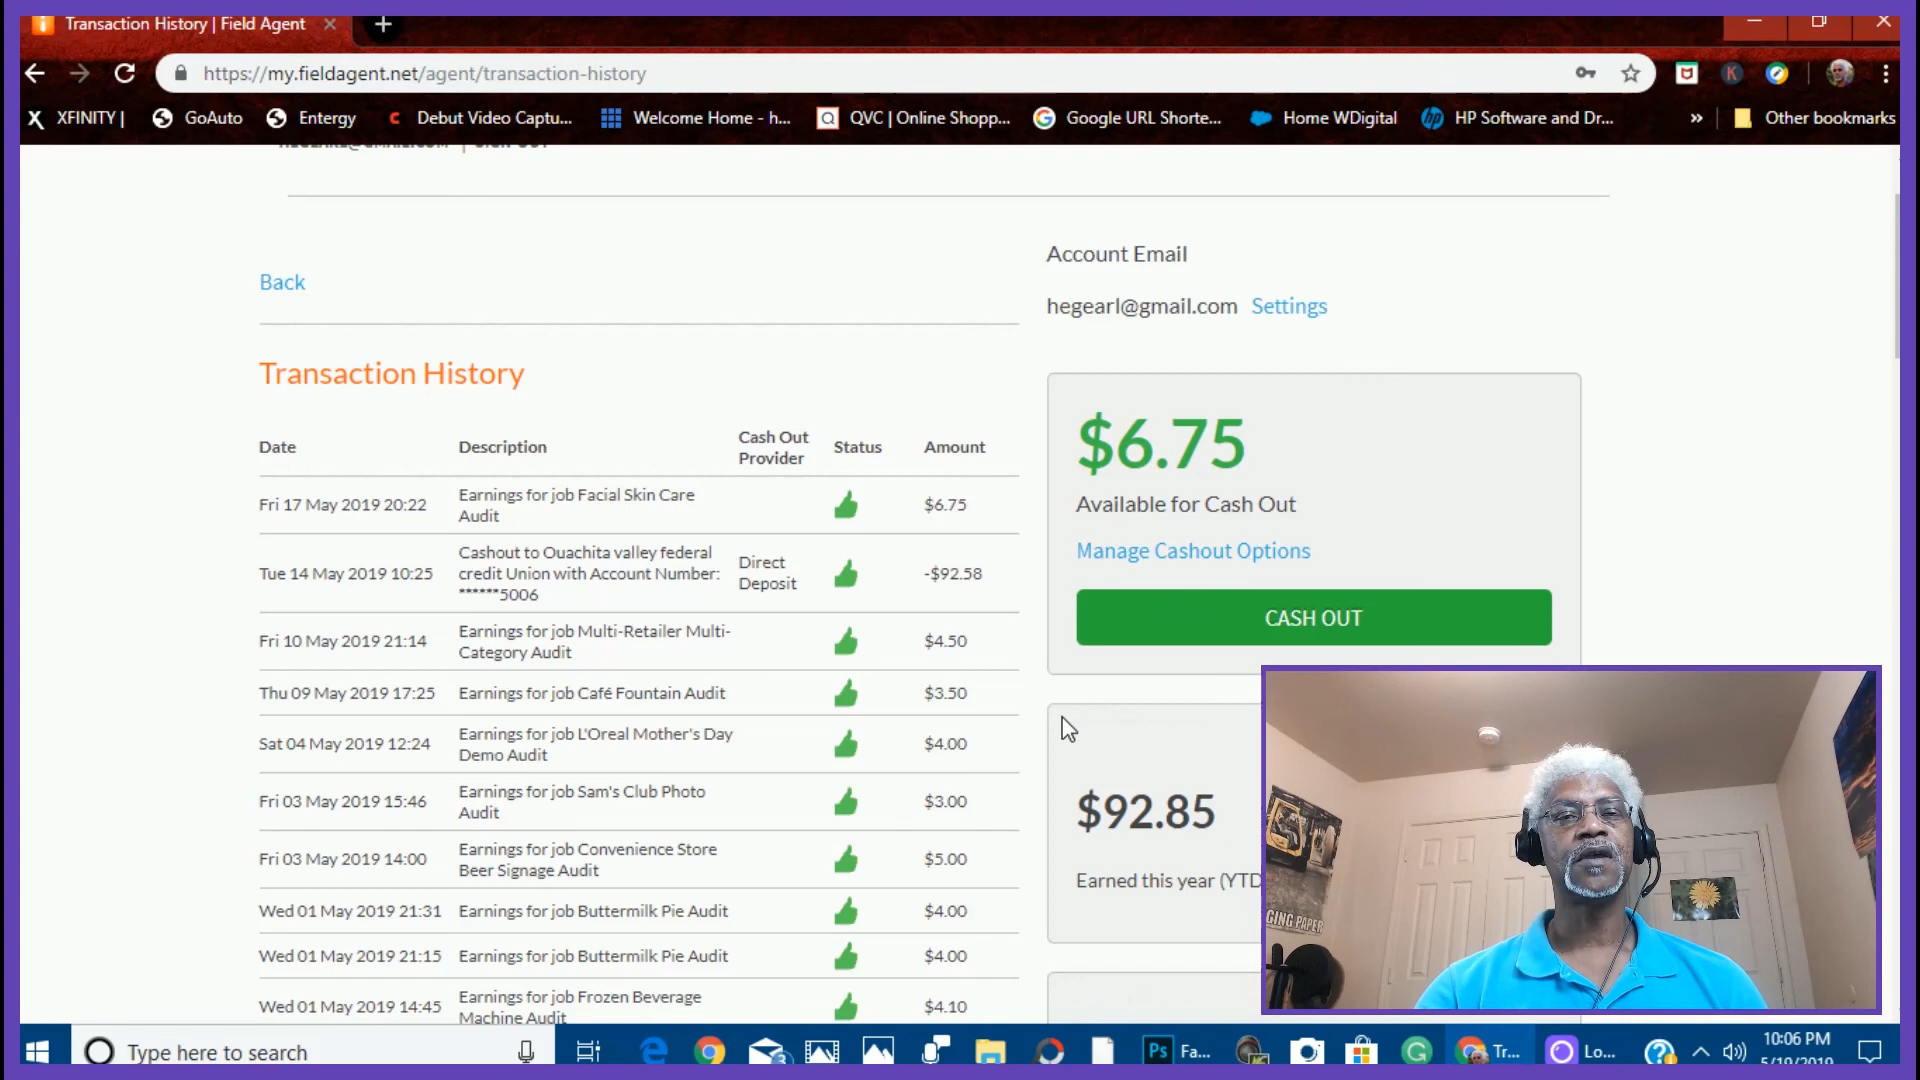 Transaction History | Field Agent
https://my.fieldagent.net/agent/transaction-history
XFINITY |
GoAuto
Entergy
Debut Video Captu...
Welcome Home - h...
QVC | Online Shopp...
Google URL Shorte...
Home WDigital
HP Software and Dr...
»
Other bookmarks
Back
Account Email
hegearl@gmail.com Settings
Transaction History
Date Description Cash Out Provider Status Amount
Fri 17 May 2019 20:22 Earnings for job Facial Skin Care
Audit
$6.75
Tue 14 May 2019 10:25 Cashout to Ouachita valley federal
credit Union with Account Number:
******5006
Direct
Deposit
-$92.58
Fri 10 May 2019 21:14 Earnings for job Multi-Retailer Multi-
Category Audit
$4.50
Thu 09 May 2019 17:25 Earnings for job Café Fountain Audit $3.50
Sat 04 May 2019 12:24 Earnings for job L'Oreal Mother's Day
Demo Audit
$4.00
Fri 03 May 2019 15:46 Earnings for job Sam's Club Photo
Audit
$3.00
Fri 03 May 2019 14:00 Earnings for job Convenience Store
Beer Signage Audit
$5.00
Wed 01 May 2019 21:31 Earnings for job Buttermilk Pie Audit $4.00
Wed 01 May 2019 21:15 Earnings for job Buttermilk Pie Audit $4.00
Wed 01 May 2019 14:45 Earnings for job Frozen Beverage
Machine Audit
$4.10
$6.75
Available for Cash Out
Manage Cashout Options
CASH OUT
$92.85
Earned this year (YTD
GING PAPER
Type here to search
3
Ps Fa...
Tr...
Lo...
10:06 PM
5/19/2019